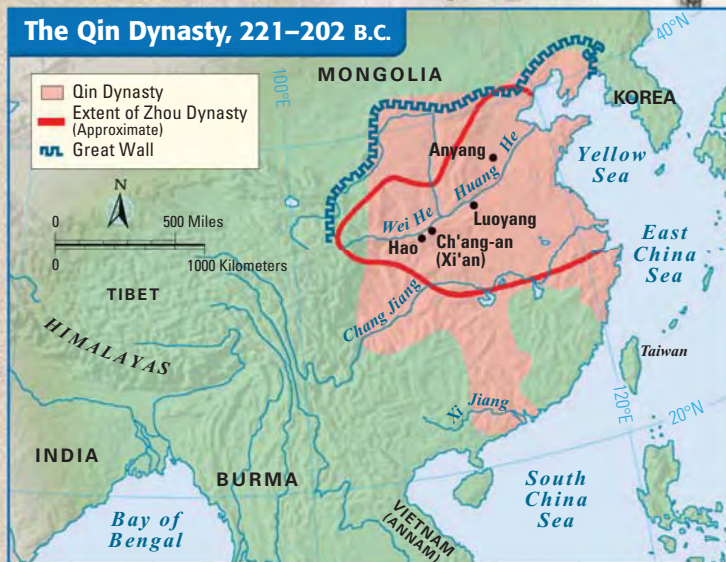 The Qin Dynasty, 221–202 B.C.
Qin Dynasty
Extent of Zhou Dynasty
(Approximate)
Great Wall
N
0 500 Miles
0 1000 Kilometers
100°E
40°N
MONGOLIA
KOREA
Anyang
Huang He
Yellow
Sea
Wei He
Luoyang
Hao
Ch'ang-an
(Xi'an)
East
China
Sea
TIBET
Chang Jiang
HIMALAYAS
Taiwan
Xi Jiang
120°E
20°N
INDIA
BURMA
South
China
Sea
Bay of
Bengal
VIETNAM
(ANNAM)